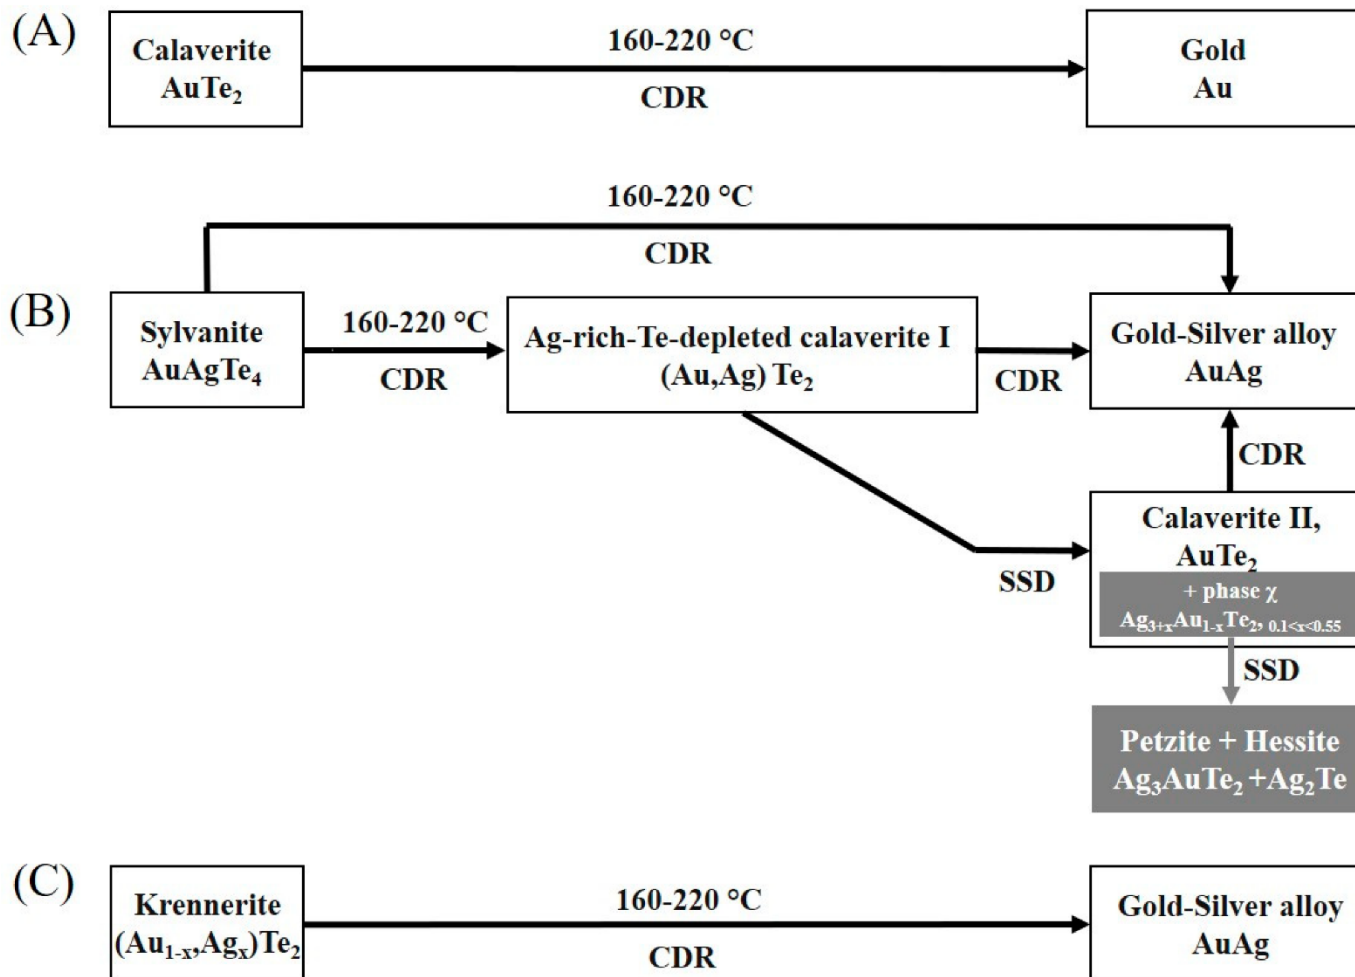 (A)
Calaverite
AuTe₂
160-220 °C
CDR
Gold
Au
160-220 °C
CDR
(B)
Sylvanite
AuAgTe₄
160-220 °C
CDR
Ag-rich-Te-depleted calaverite I
(Au,Ag) Te₂
CDR
Gold-Silver alloy
AuAg
CDR
SSD
Calaverite II,
AuTe₂
+ phase χ
Ag₃₊ₓAu₁₋ₓTe₂, 0.1<x<0.55
SSD
Petzite + Hessite
Ag₃AuTe₂ +Ag₂Te
(C)
Krennerite
(Au₁₋ₓ,Agₓ)Te₂
160-220 °C
CDR
Gold-Silver alloy
AuAg